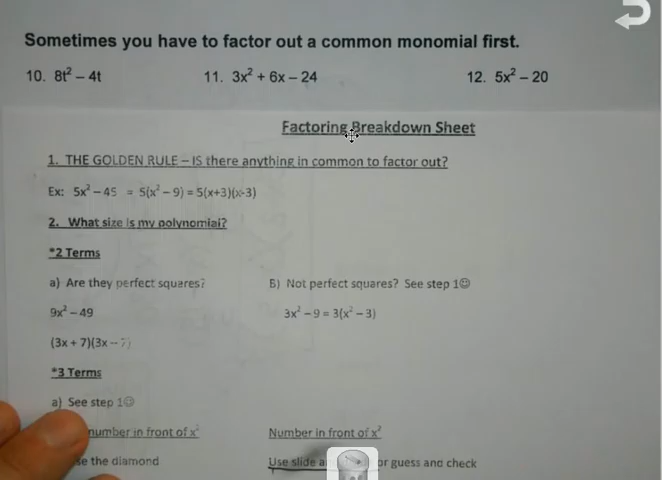 Sometimes you have to factor out a common monomial first.
10. 8t² – 4t 11. 3x² + 6x – 24 12. 5x² – 20
Factoring Breakdown Sheet
1. THE GOLDEN RULE – IS there anything in common to factor out?
Ex: 5x² – 45 = 5(x² – 9) = 5(x+3)(x-3)
2. What size is my polynomial?
*2 Terms
a) Are they perfect squares? B) Not perfect squares? See step 1☺
9x² – 49 3x² – 9 = 3(x² – 3)
(3x + 7)(3x – 7)
*3 Terms
a) See step 1☺
number in front of x² Number in front of x²
the diamond Use slide or guess and check